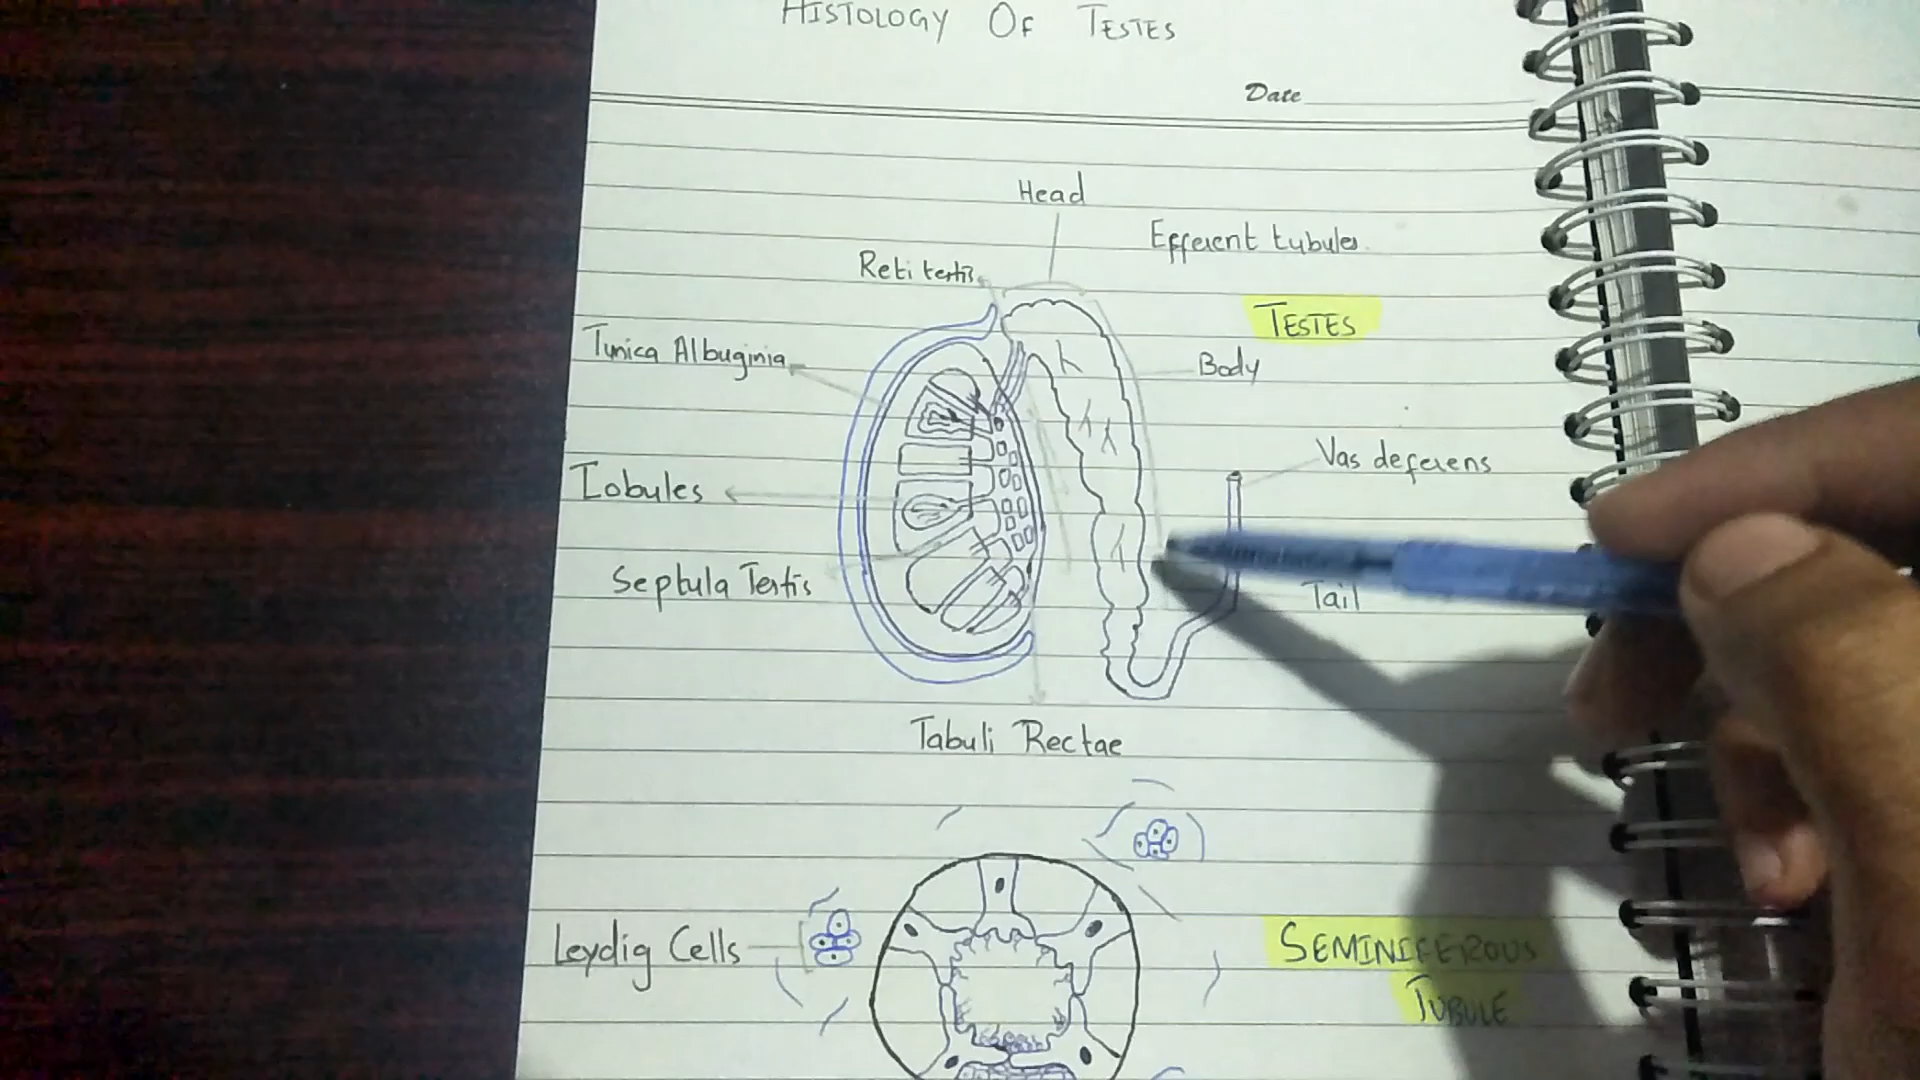 HISTOLOGY OF TESTES
Date
Head
Efferent tubules
Reti testis
TESTES
Tunica Albuginia
Body
Vas deferens
Lobules
Septula Testis
Tail
Tabuli Rectae
Leydig Cells
SEMINIFEROUS
TUBULE